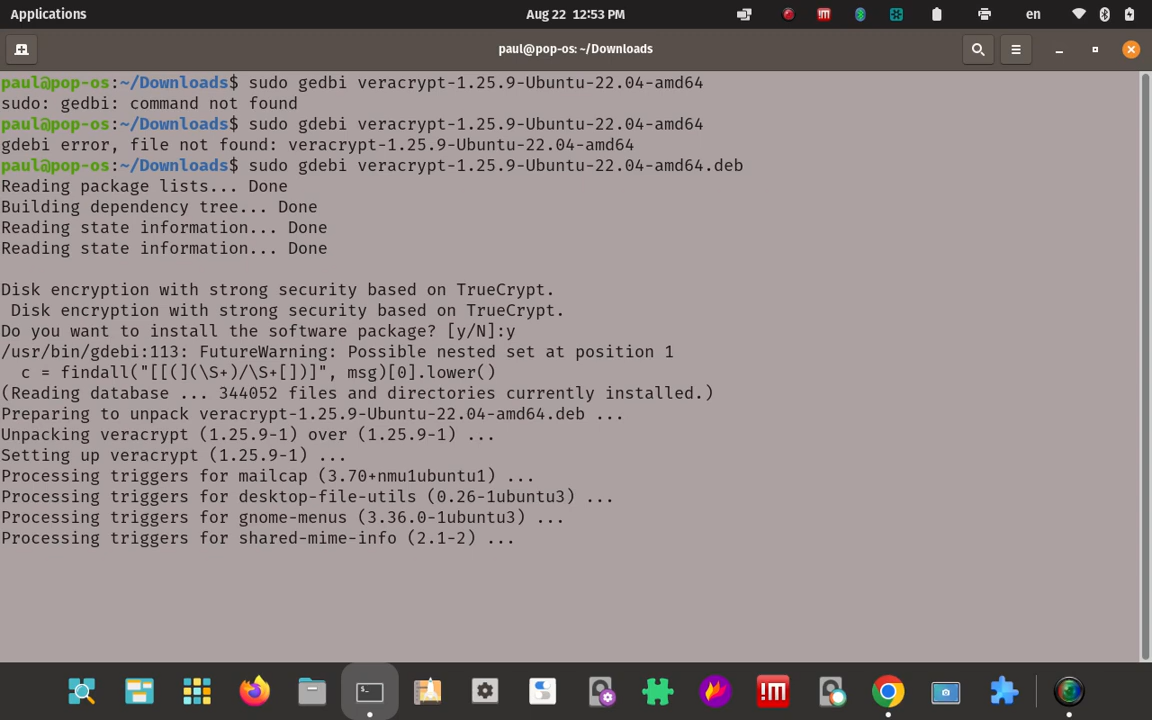 Applications
Aug 22 12:53 PM
en
paul@pop-os: ~/Downloads
paul@pop-os:~/Downloads$ sudo gedbi veracrypt-1.25.9-Ubuntu-22.04-amd64
sudo: gedbi: command not found
paul@pop-os:~/Downloads$ sudo gdebi veracrypt-1.25.9-Ubuntu-22.04-amd64
gdebi error, file not found: veracrypt-1.25.9-Ubuntu-22.04-amd64
paul@pop-os:~/Downloads$ sudo gdebi veracrypt-1.25.9-Ubuntu-22.04-amd64.deb
Reading package lists... Done
Building dependency tree... Done
Reading state information... Done
Reading state information... Done
Disk encryption with strong security based on TrueCrypt.
 Disk encryption with strong security based on TrueCrypt.
Do you want to install the software package? [y/N]:y
/usr/bin/gdebi:113: FutureWarning: Possible nested set at position 1
  c = findall("[[(](\S+)/\S+[])]", msg)[0].lower()
(Reading database ... 344052 files and directories currently installed.)
Preparing to unpack veracrypt-1.25.9-Ubuntu-22.04-amd64.deb ...
Unpacking veracrypt (1.25.9-1) over (1.25.9-1) ...
Setting up veracrypt (1.25.9-1) ...
Processing triggers for mailcap (3.70+nmu1ubuntu1) ...
Processing triggers for desktop-file-utils (0.26-1ubuntu3) ...
Processing triggers for gnome-menus (3.36.0-1ubuntu3) ...
Processing triggers for shared-mime-info (2.1-2) ...